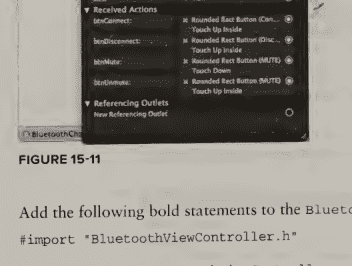 ▼ Received Actions
btnConnect: ✖ Rounded Rect Button (Con...
Touch Up Inside
btnDisconnect: ✖ Rounded Rect Button (Disc...
Touch Up Inside
btnMute: ✖ Rounded Rect Button (MUTE)
Touch Down
btnUnmute: ✖ Rounded Rect Button (MUTE)
Touch Up Inside
▼ Referencing Outlets
New Referencing Outlet
BluetoothCha
FIGURE 15-11
Add the following bold statements to the Blueto
#import "BluetoothViewController.h"